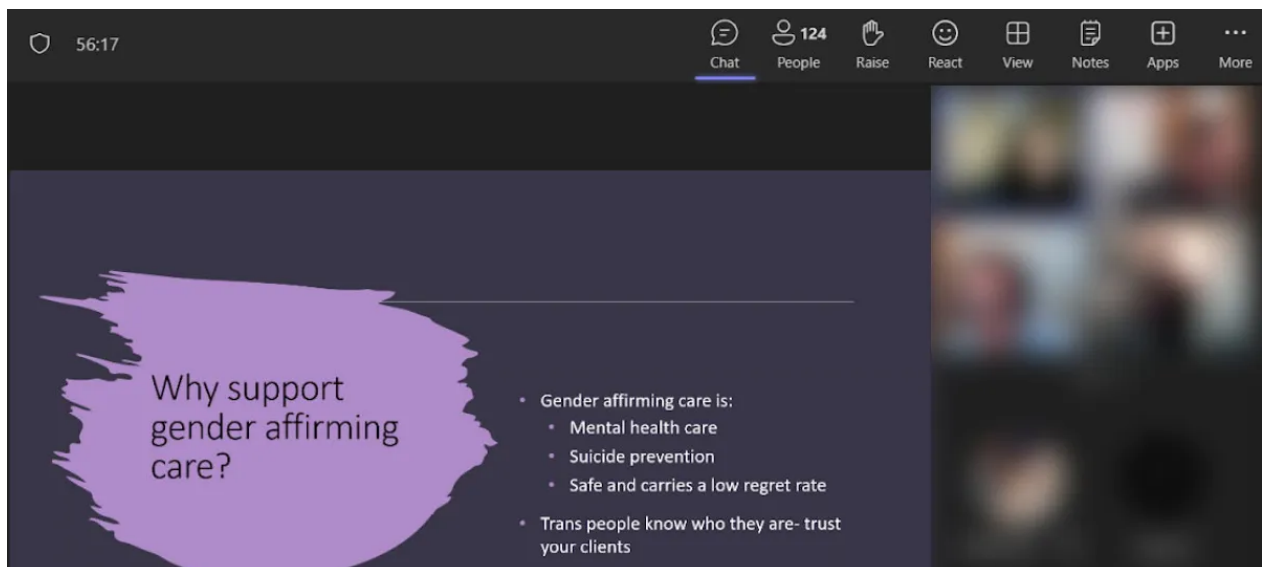 56:17
Chat
124
People
Raise
React
View
Notes
Apps
More
Why support
gender affirming
care?
• Gender affirming care is:
• Mental health care
• Suicide prevention
• Safe and carries a low regret rate
• Trans people know who they are- trust
your clients